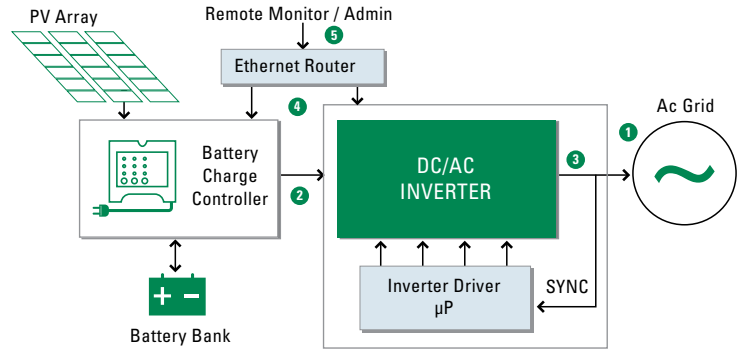 PV Array
Remote Monitor / Admin
5
Ethernet Router
4
Ac Grid
1
Battery
Charge
Controller
2
DC/AC
INVERTER
3
Inverter Driver
µP
SYNC
+ −
Battery Bank